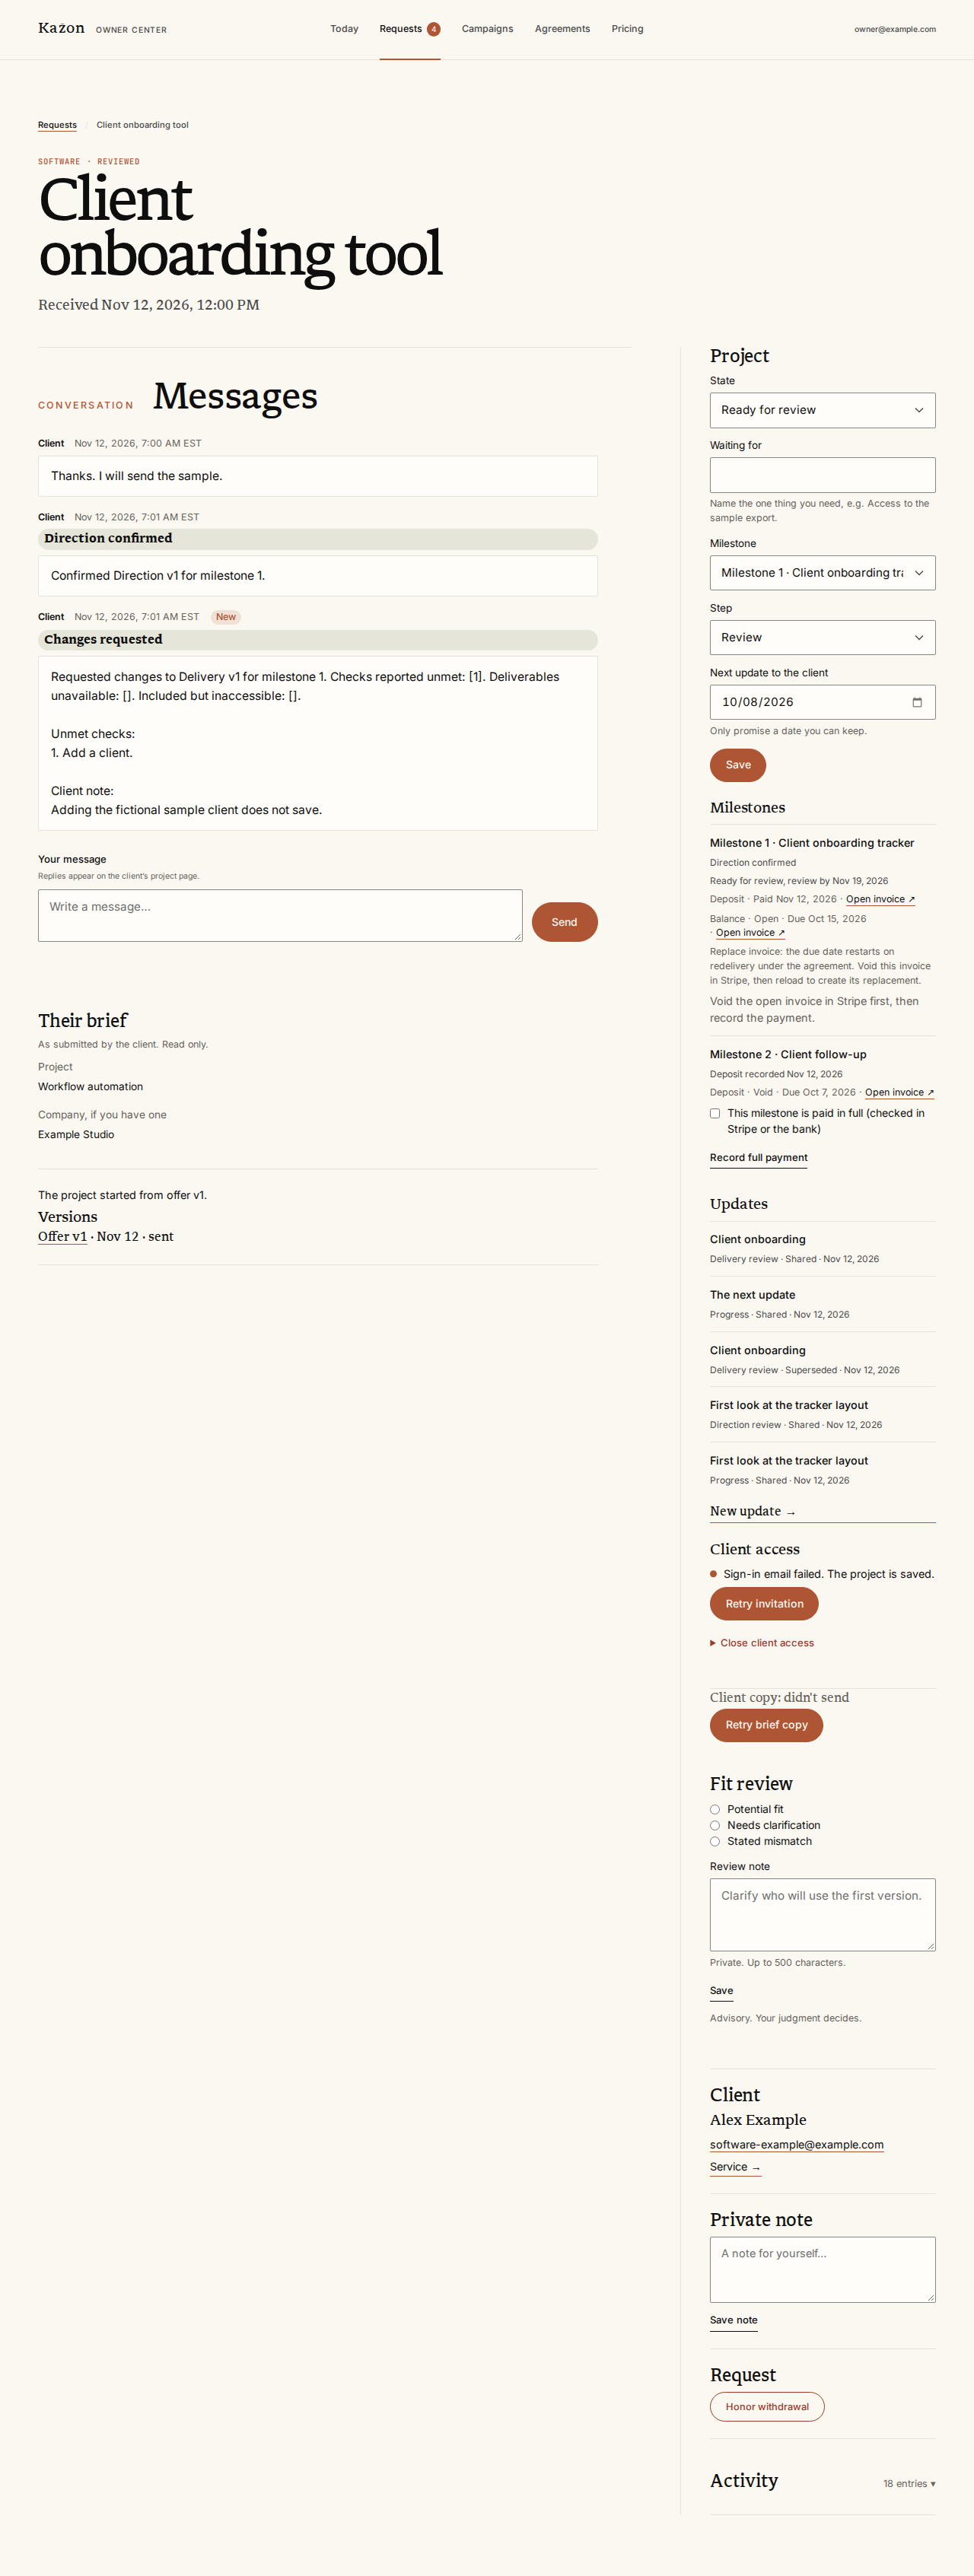 Kazon OWNER CENTER
Today
Requests 4
Campaigns
Agreements
Pricing
owner@example.com
Requests / Client onboarding tool
SOFTWARE · REVIEWED
Client
onboarding tool
Received Nov 12, 2026, 12:00 PM
CONVERSATION Messages
Client Nov 12, 2026, 7:00 AM EST
Thanks. I will send the sample.
Client Nov 12, 2026, 7:01 AM EST
Direction confirmed
Confirmed Direction v1 for milestone 1.
Client Nov 12, 2026, 7:01 AM EST New
Changes requested
Requested changes to Delivery v1 for milestone 1. Checks reported unmet: [1]. Deliverables
unavailable: []. Included but inaccessible: [].
Unmet checks:
1. Add a client.
Client note:
Adding the fictional sample client does not save.
Your message
Replies appear on the client's project page.
Write a message...
Send
Their brief
As submitted by the client. Read only.
Project
Workflow automation
Company, if you have one
Example Studio
The project started from offer v1.
Versions
Offer v1 · Nov 12 · sent
Project
State
Ready for review
Waiting for
Name the one thing you need, e.g. Access to the
sample export.
Milestone
Milestone 1 · Client onboarding tra
Step
Review
Next update to the client
10/08/2026
Only promise a date you can keep.
Save
Milestones
Milestone 1 · Client onboarding tracker
Direction confirmed
Ready for review, review by Nov 19, 2026
Deposit · Paid Nov 12, 2026 · Open invoice ↗
Balance · Open · Due Oct 15, 2026
· Open invoice ↗
Replace invoice: the due date restarts on
redelivery under the agreement. Void this invoice
in Stripe, then reload to create its replacement.
Void the open invoice in Stripe first, then
record the payment.
Milestone 2 · Client follow-up
Deposit recorded Nov 12, 2026
Deposit · Void · Due Oct 7, 2026 · Open invoice ↗
This milestone is paid in full (checked in
Stripe or the bank)
Record full payment
Updates
Client onboarding
Delivery review · Shared · Nov 12, 2026
The next update
Progress · Shared · Nov 12, 2026
Client onboarding
Delivery review · Superseded · Nov 12, 2026
First look at the tracker layout
Direction review · Shared · Nov 12, 2026
First look at the tracker layout
Progress · Shared · Nov 12, 2026
New update →
Client access
Sign-in email failed. The project is saved.
Retry invitation
▶ Close client access
Client copy: didn't send
Retry brief copy
Fit review
Potential fit
Needs clarification
Stated mismatch
Review note
Clarify who will use the first version.
Private. Up to 500 characters.
Save
Advisory. Your judgment decides.
Client
Alex Example
software-example@example.com
Service →
Private note
A note for yourself...
Save note
Request
Honor withdrawal
Activity
18 entries ▾